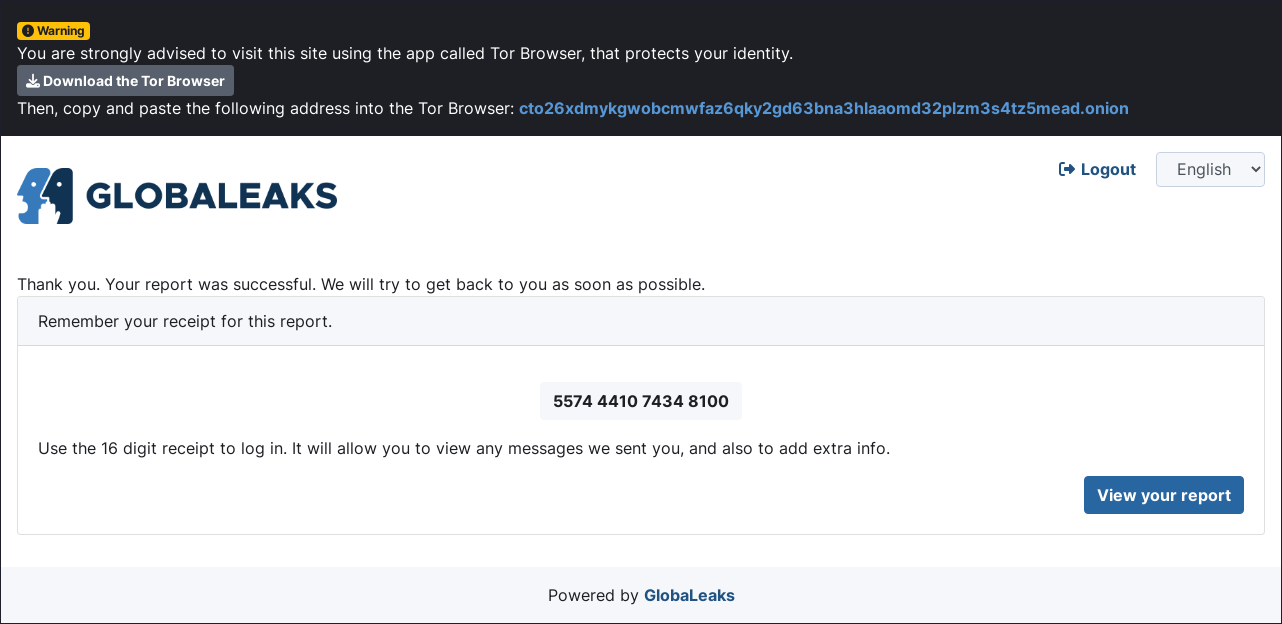 Warning
You are strongly advised to visit this site using the app called Tor Browser, that protects your identity.
Download the Tor Browser
Then, copy and paste the following address into the Tor Browser: cto26xdmykgwobcmwfaz6qky2gd63bna3hlaaomd32plzm3s4tz5mead.onion
Logout
English
GLOBALEAKS
Thank you. Your report was successful. We will try to get back to you as soon as possible.
Remember your receipt for this report.
5574 4410 7434 8100
Use the 16 digit receipt to log in. It will allow you to view any messages we sent you, and also to add extra info.
View your report
Powered by GlobaLeaks